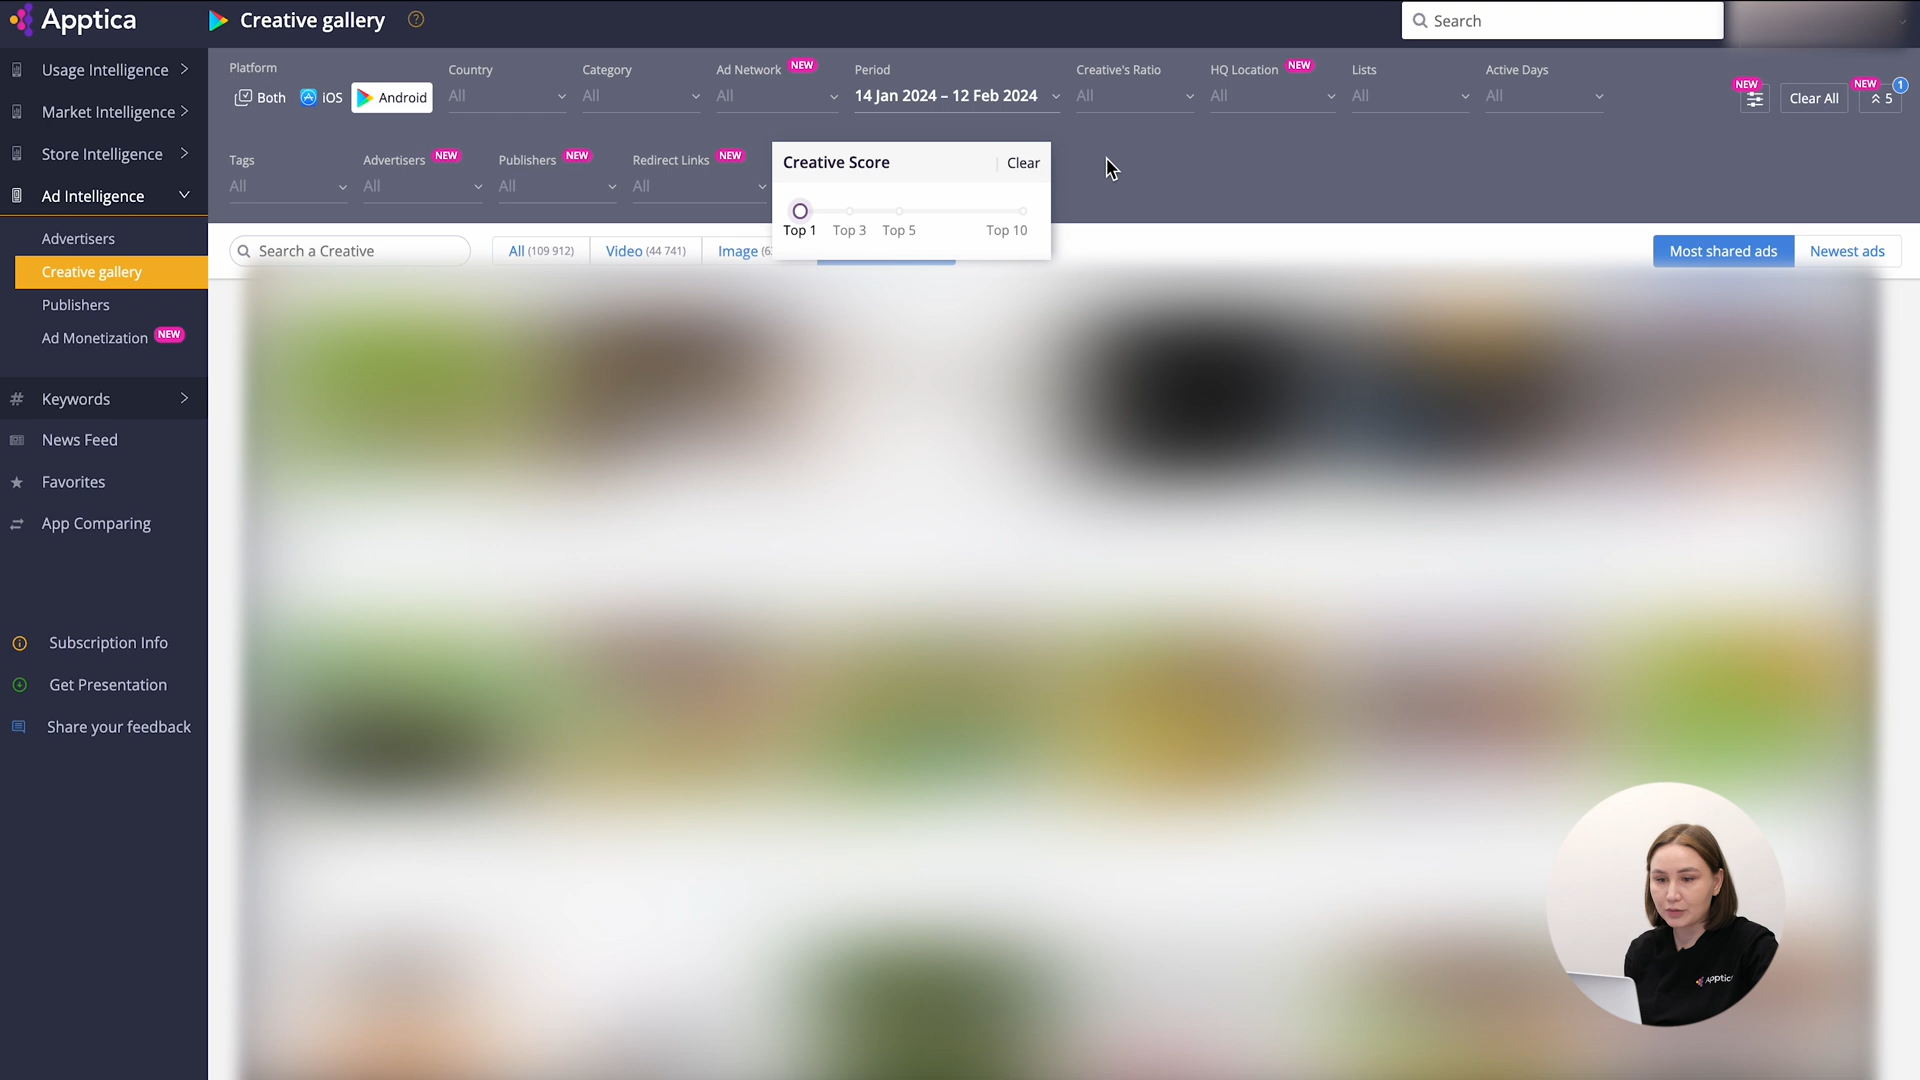 Apptica
Creative gallery
?
Search
Usage Intelligence
Market Intelligence
Store Intelligence
Ad Intelligence
Advertisers
Creative gallery
Publishers
Ad Monetization NEW
Keywords
News Feed
Favorites
App Comparing
Subscription Info
Get Presentation
Share your feedback
Platform
Both
iOS
Android
Country
All
Category
All
Ad Network NEW
All
Period
14 Jan 2024 – 12 Feb 2024
Creative's Ratio
All
HQ Location NEW
All
Lists
All
Active Days
All
NEW
Clear All
NEW
1
5
Tags
All
Advertisers NEW
All
Publishers NEW
All
Redirect Links NEW
All
Creative Score
Clear
Top 1
Top 3
Top 5
Top 10
Search a Creative
All (109 912)
Video (44 741)
Image
Most shared ads
Newest ads
Apptica